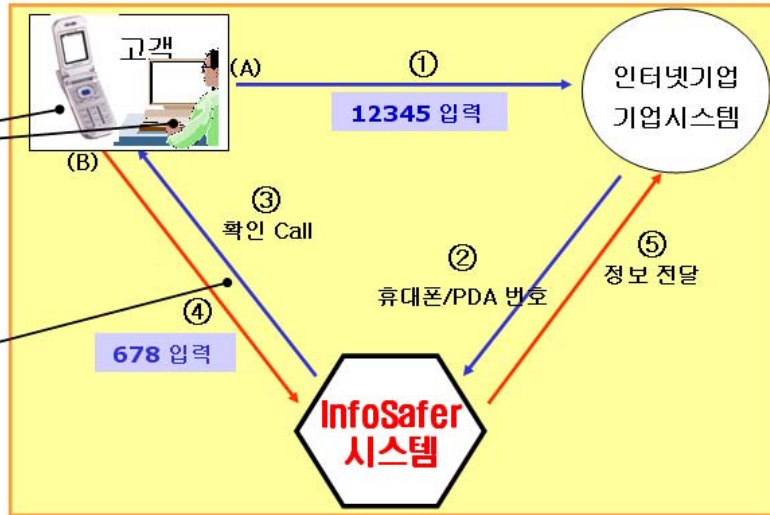 고객
(A)
①
12345 입력
인터넷기업
기업시스템
(B)
③
확인 Call
②
휴대폰/PDA 번호
⑤
정보 전달
④
678 입력
InfoSafer
시스템